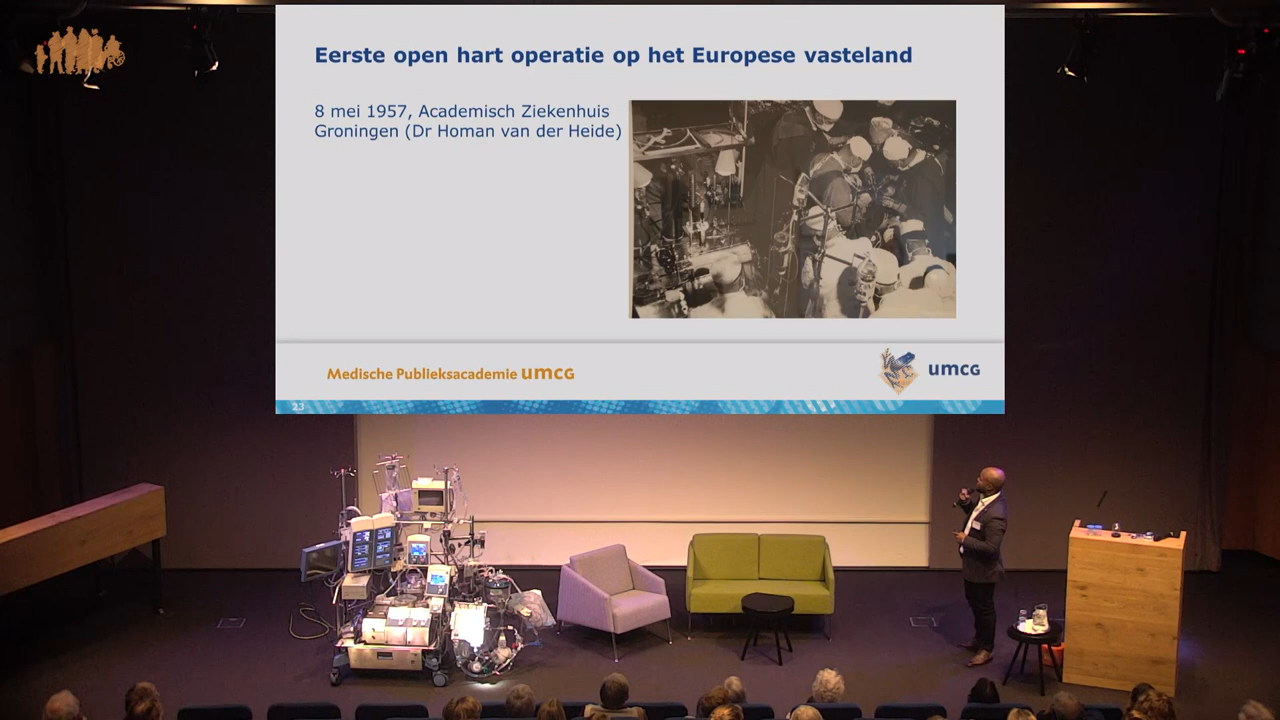 Eerste open hart operatie op het Europese vasteland
8 mei 1957, Academisch Ziekenhuis
Groningen (Dr Homan van der Heide)
Medische Publieksacademie umcg
umcg
23